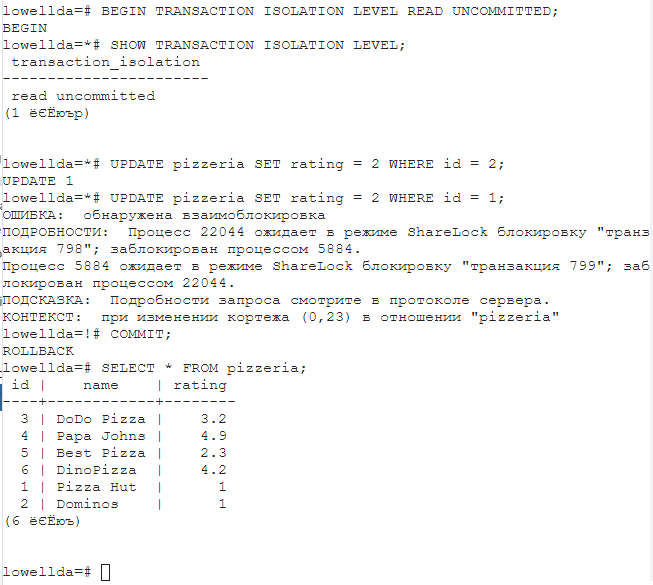 lowellda=# BEGIN TRANSACTION ISOLATION LEVEL READ UNCOMMITTED;
BEGIN
lowellda=*# SHOW TRANSACTION ISOLATION LEVEL;
 transaction_isolation
-----------------------
 read uncommitted
(1 ёЄЁюър)
lowellda=*# UPDATE pizzeria SET rating = 2 WHERE id = 2;
UPDATE 1
lowellda=*# UPDATE pizzeria SET rating = 2 WHERE id = 1;
ОШИБКА:  обнаружена взаимоблокировка
ПОДРОБНОСТИ:  Процесс 22044 ожидает в режиме ShareLock блокировку "транз
акция 798"; заблокирован процессом 5884.
Процесс 5884 ожидает в режиме ShareLock блокировку "транзакция 799"; заб
локирован процессом 22044.
ПОДСКАЗКА:  Подробности запроса смотрите в протоколе сервера.
КОНТЕКСТ:  при изменении кортежа (0,23) в отношении "pizzeria"
lowellda=!# COMMIT;
ROLLBACK
lowellda=# SELECT * FROM pizzeria;
 id |    name    | rating
----+------------+--------
  3 | DoDo Pizza |    3.2
  4 | Papa Johns |    4.9
  5 | Best Pizza |    2.3
  6 | DinoPizza  |    4.2
  1 | Pizza Hut  |      1
  2 | Dominos    |      1
(6 ёЄЁюъ)
lowellda=#